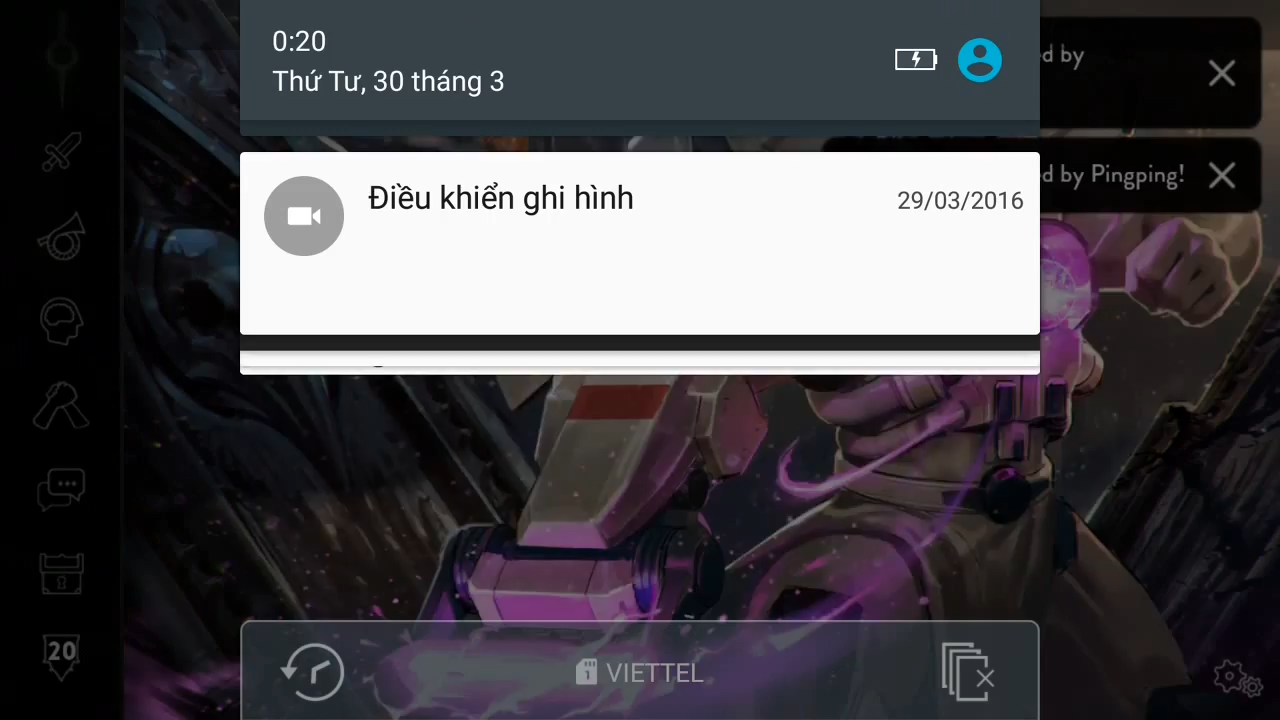 0:20
Thứ Tư, 30 tháng 3
by
Điều khiển ghi hình
29/03/2016
by Pingping!
20
1
VIETTEL